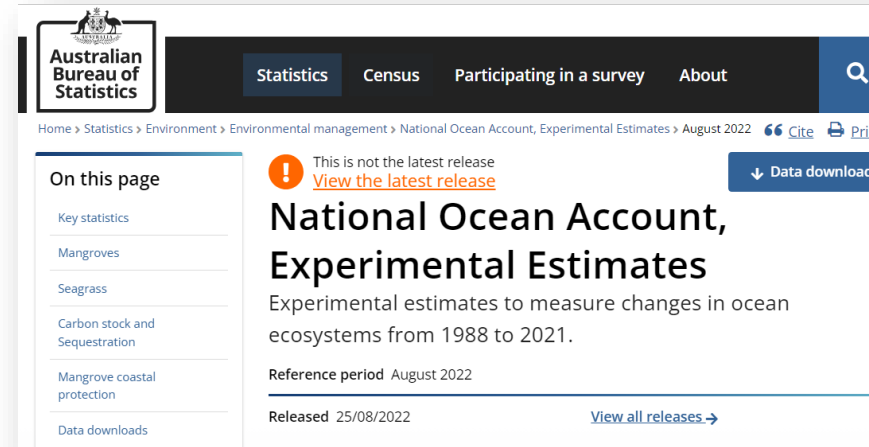 AUSTRALIA
Australian
Bureau of
Statistics
Statistics Census Participating in a survey About
Home > Statistics > Environment > Environmental management > National Ocean Account, Experimental Estimates > August 2022 Cite Pri
On this page
Key statistics
Mangroves
Seagrass
Carbon stock and
Sequestration
Mangrove coastal
protection
Data downloads
This is not the latest release
View the latest release
Data download
National Ocean Account,
Experimental Estimates
Experimental estimates to measure changes in ocean
ecosystems from 1988 to 2021.
Reference period August 2022
Released 25/08/2022 View all releases